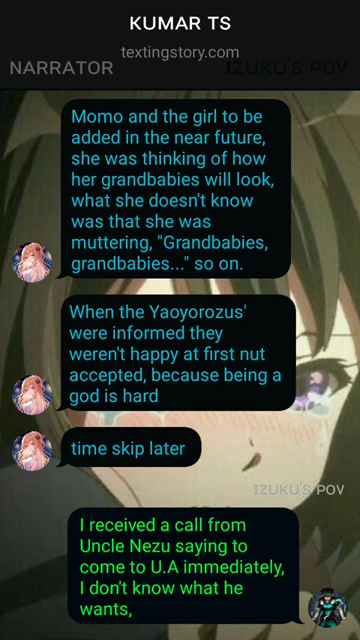 KUMAR TS
textingstory.com
NARRATOR
IZUKU'S POV
Momo and the girl to be
added in the near future,
she was thinking of how
her grandbabies will look,
what she doesn't know
was that she was
muttering, "Grandbabies,
grandbabies..." so on.
When the Yaoyorozus'
were informed they
weren't happy at first nut
accepted, because being a
god is hard
time skip later
IZUKU'S POV
I received a call from
Uncle Nezu saying to
come to U.A immediately,
I don't know what he
wants,